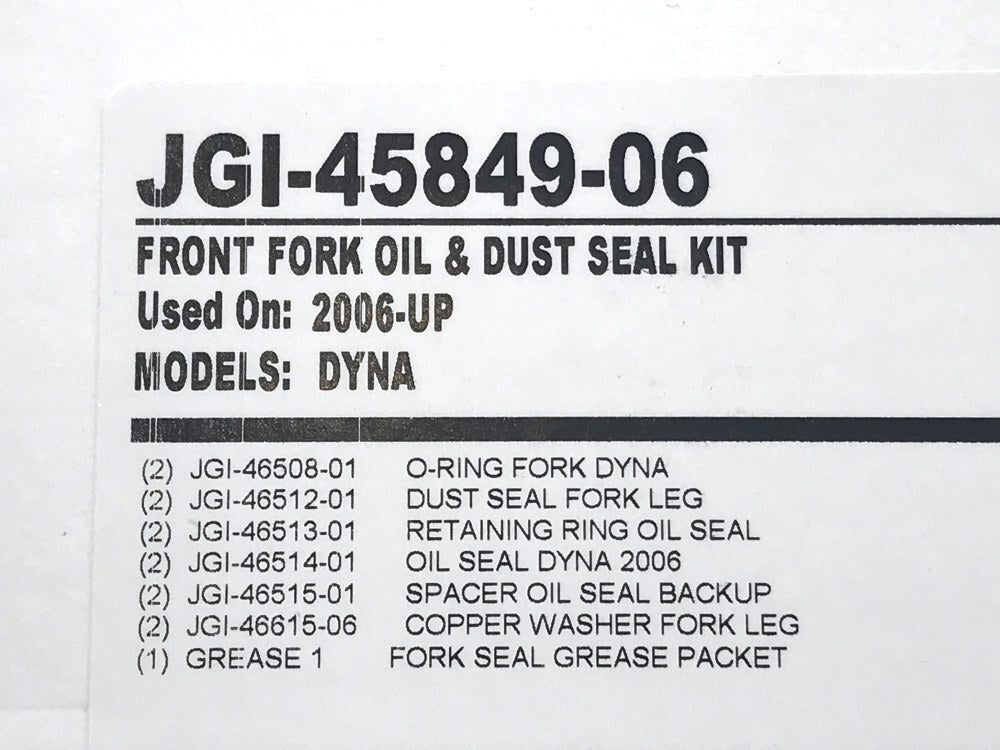 JGI-45849-06
FRONT FORK OIL & DUST SEAL KIT
Used On: 2006-UP
MODELS: DYNA
(2) JGI-46508-01 O-RING FORK DYNA
(2) JGI-46512-01 DUST SEAL FORK LEG
(2) JGI-46513-01 RETAINING RING OIL SEAL
(2) JGI-46514-01 OIL SEAL DYNA 2006
(2) JGI-46515-01 SPACER OIL SEAL BACKUP
(2) JGI-46615-06 COPPER WASHER FORK LEG
(1) GREASE 1 FORK SEAL GREASE PACKET